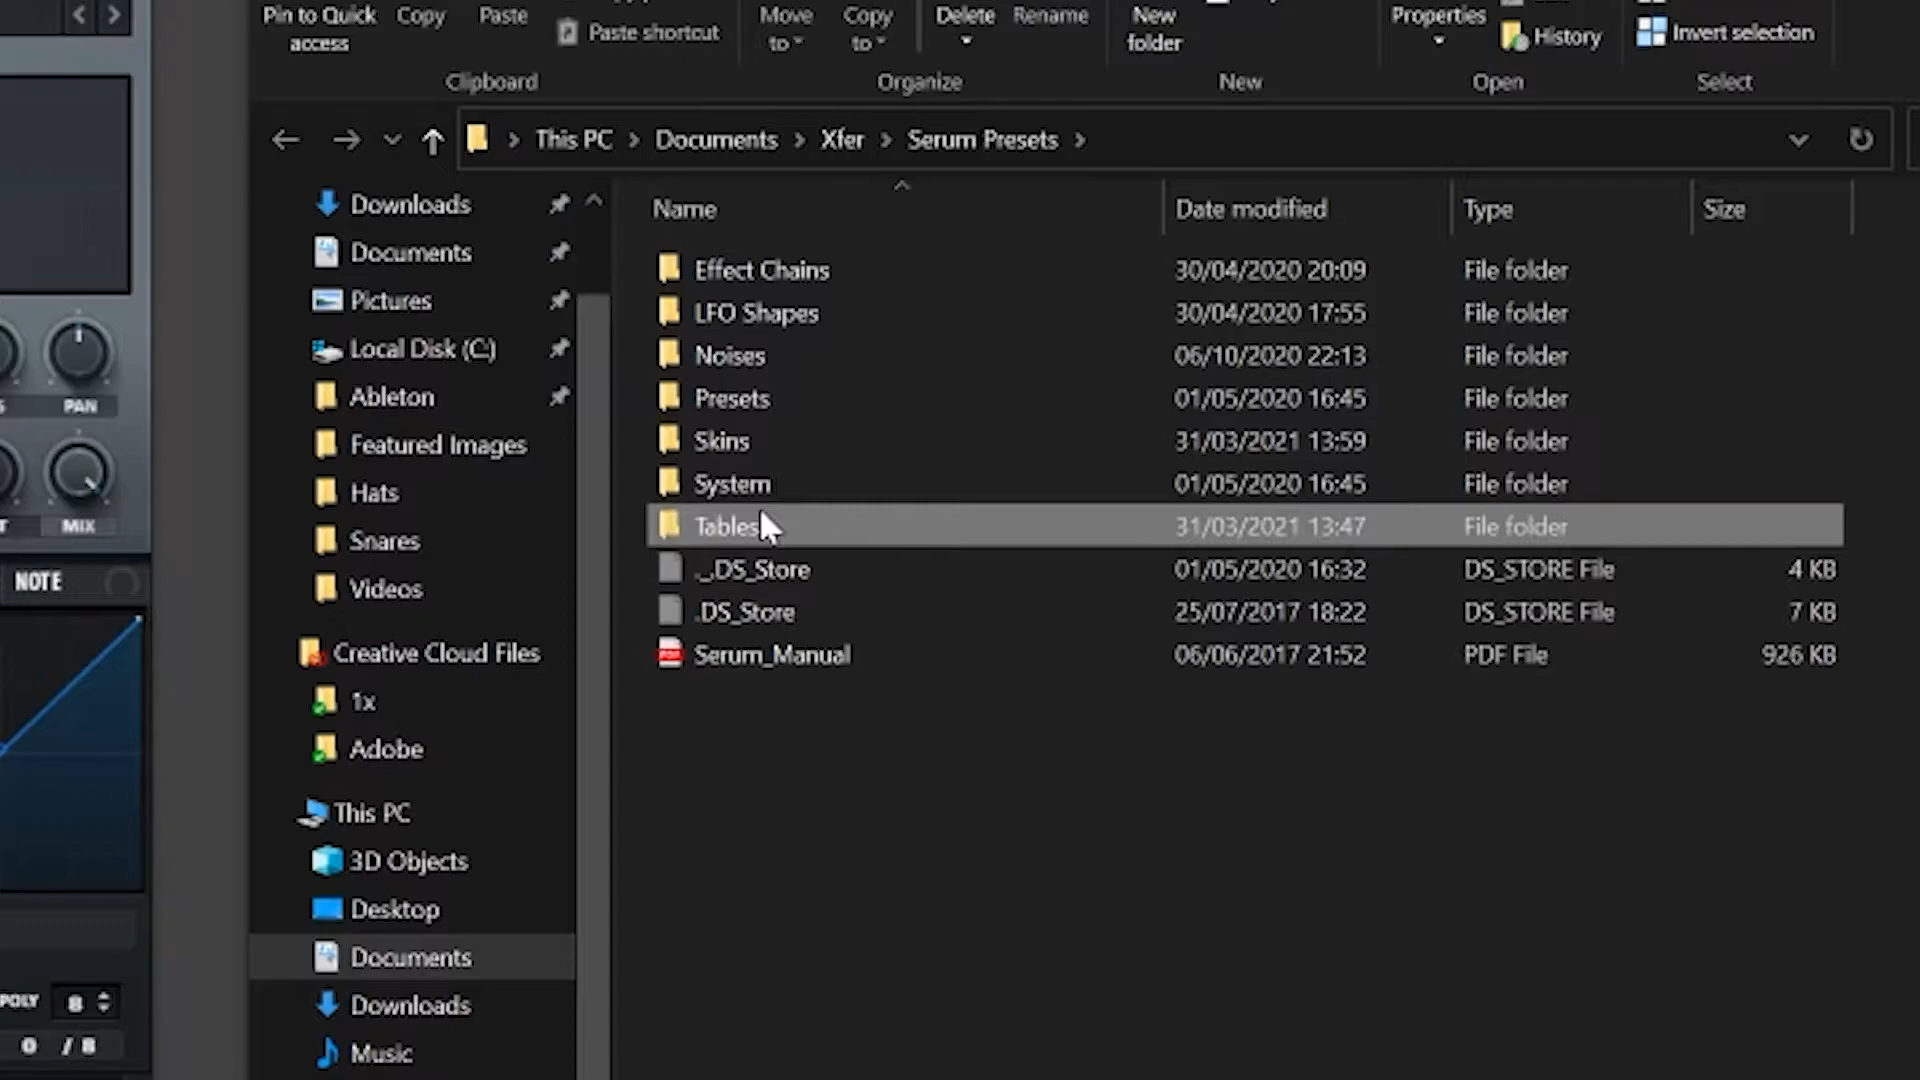 Pin to Quick access
Copy
Paste
Paste shortcut
Move to
Copy to
Delete
Rename
New folder
Properties
History
Invert selection
Clipboard
Organize
New
Open
Select
This PC > Documents > Xfer > Serum Presets >
Downloads
Documents
Pictures
Local Disk (C:)
Ableton
Featured Images
Hats
Snares
Videos
Creative Cloud Files
1x
Adobe
This PC
3D Objects
Desktop
Documents
Downloads
Music
Name Date modified Type Size
Effect Chains 30/04/2020 20:09 File folder
LFO Shapes 30/04/2020 17:55 File folder
Noises 06/10/2020 22:13 File folder
Presets 01/05/2020 16:45 File folder
Skins 31/03/2021 13:59 File folder
System 01/05/2020 16:45 File folder
Tables 31/03/2021 13:47 File folder
._.DS_Store 01/05/2020 16:32 DS_STORE File 4 KB
.DS_Store 25/07/2017 18:22 DS_STORE File 7 KB
Serum_Manual 06/06/2017 21:52 PDF File 926 KB
PAN
MIX
NOTE
POLY 8
0 / 8